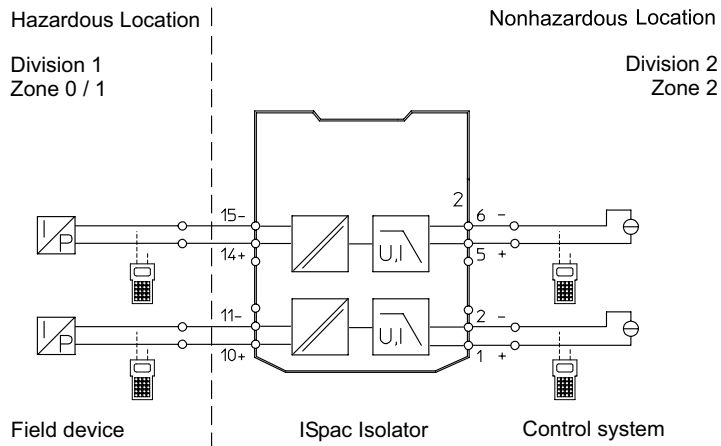 Hazardous Location
Nonhazardous Location
Division 1
Zone 0 / 1
Division 2
Zone 2
2
15-
6 -
I
P
U,I
14+
5 +
11-
2 -
I
P
U,I
10+
1 +
Field device
ISpac Isolator
Control system